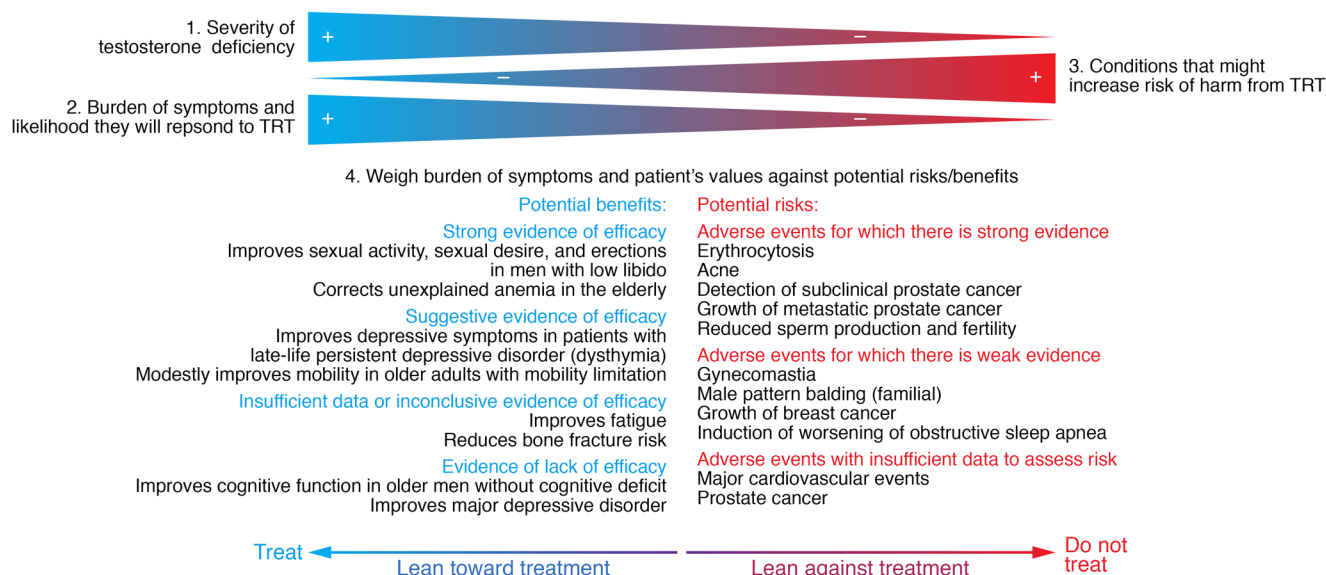 1. Severity of
testosterone deficiency
+
−
−
+
3. Conditions that might
increase risk of harm from TRT
2. Burden of symptoms and
likelihood they will repsond to TRT
+
−
4. Weigh burden of symptoms and patient’s values against potential risks/benefits
Potential benefits:
Strong evidence of efficacy
Improves sexual activity, sexual desire, and erections
in men with low libido
Corrects unexplained anemia in the elderly
Suggestive evidence of efficacy
Improves depressive symptoms in patients with
late-life persistent depressive disorder (dysthymia)
Modestly improves mobility in older adults with mobility limitation
Insufficient data or inconclusive evidence of efficacy
Improves fatigue
Reduces bone fracture risk
Evidence of lack of efficacy
Improves cognitive function in older men without cognitive deficit
Improves major depressive disorder
Potential risks:
Adverse events for which there is strong evidence
Erythrocytosis
Acne
Detection of subclinical prostate cancer
Growth of metastatic prostate cancer
Reduced sperm production and fertility
Adverse events for which there is weak evidence
Gynecomastia
Male pattern balding (familial)
Growth of breast cancer
Induction of worsening of obstructive sleep apnea
Adverse events with insufficient data to assess risk
Major cardiovascular events
Prostate cancer
Treat
Lean toward treatment
Lean against treatment
Do not
treat